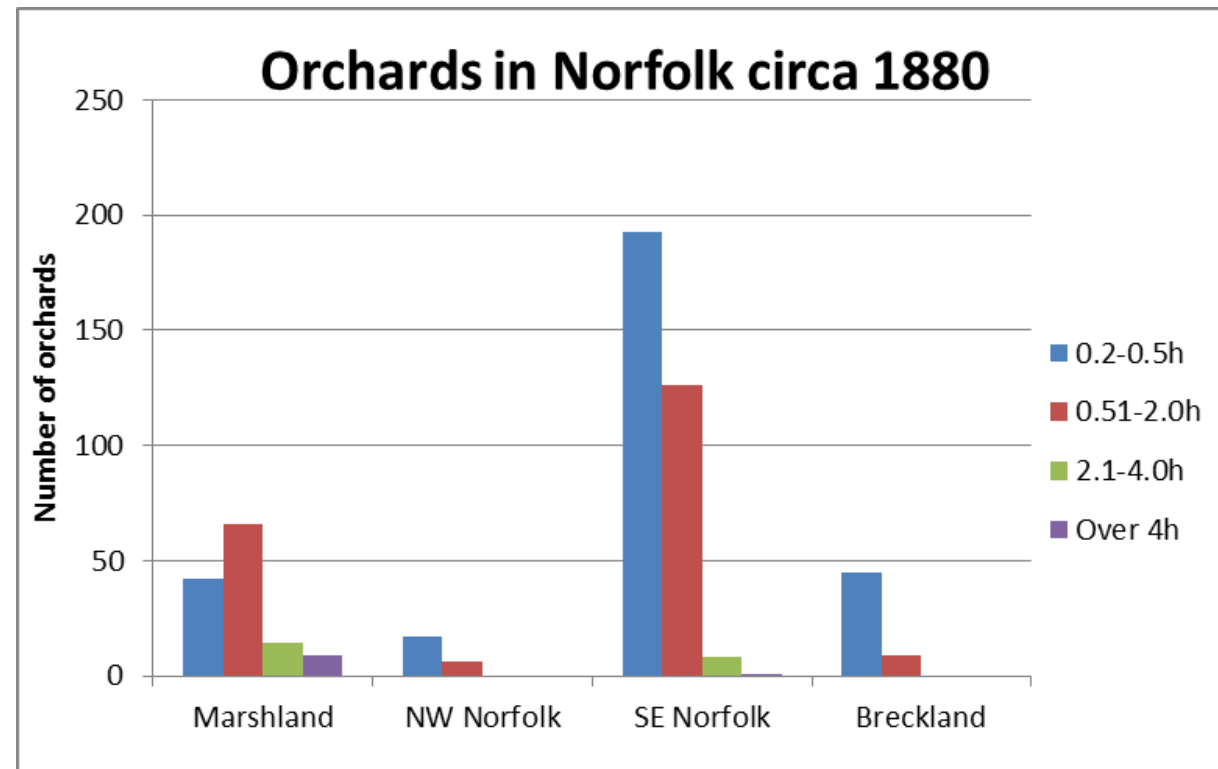 Orchards in Norfolk circa 1880
Number of orchards
250
200
150
100
50
0
Marshland
NW Norfolk
SE Norfolk
Breckland
0.2-0.5h
0.51-2.0h
2.1-4.0h
Over 4h